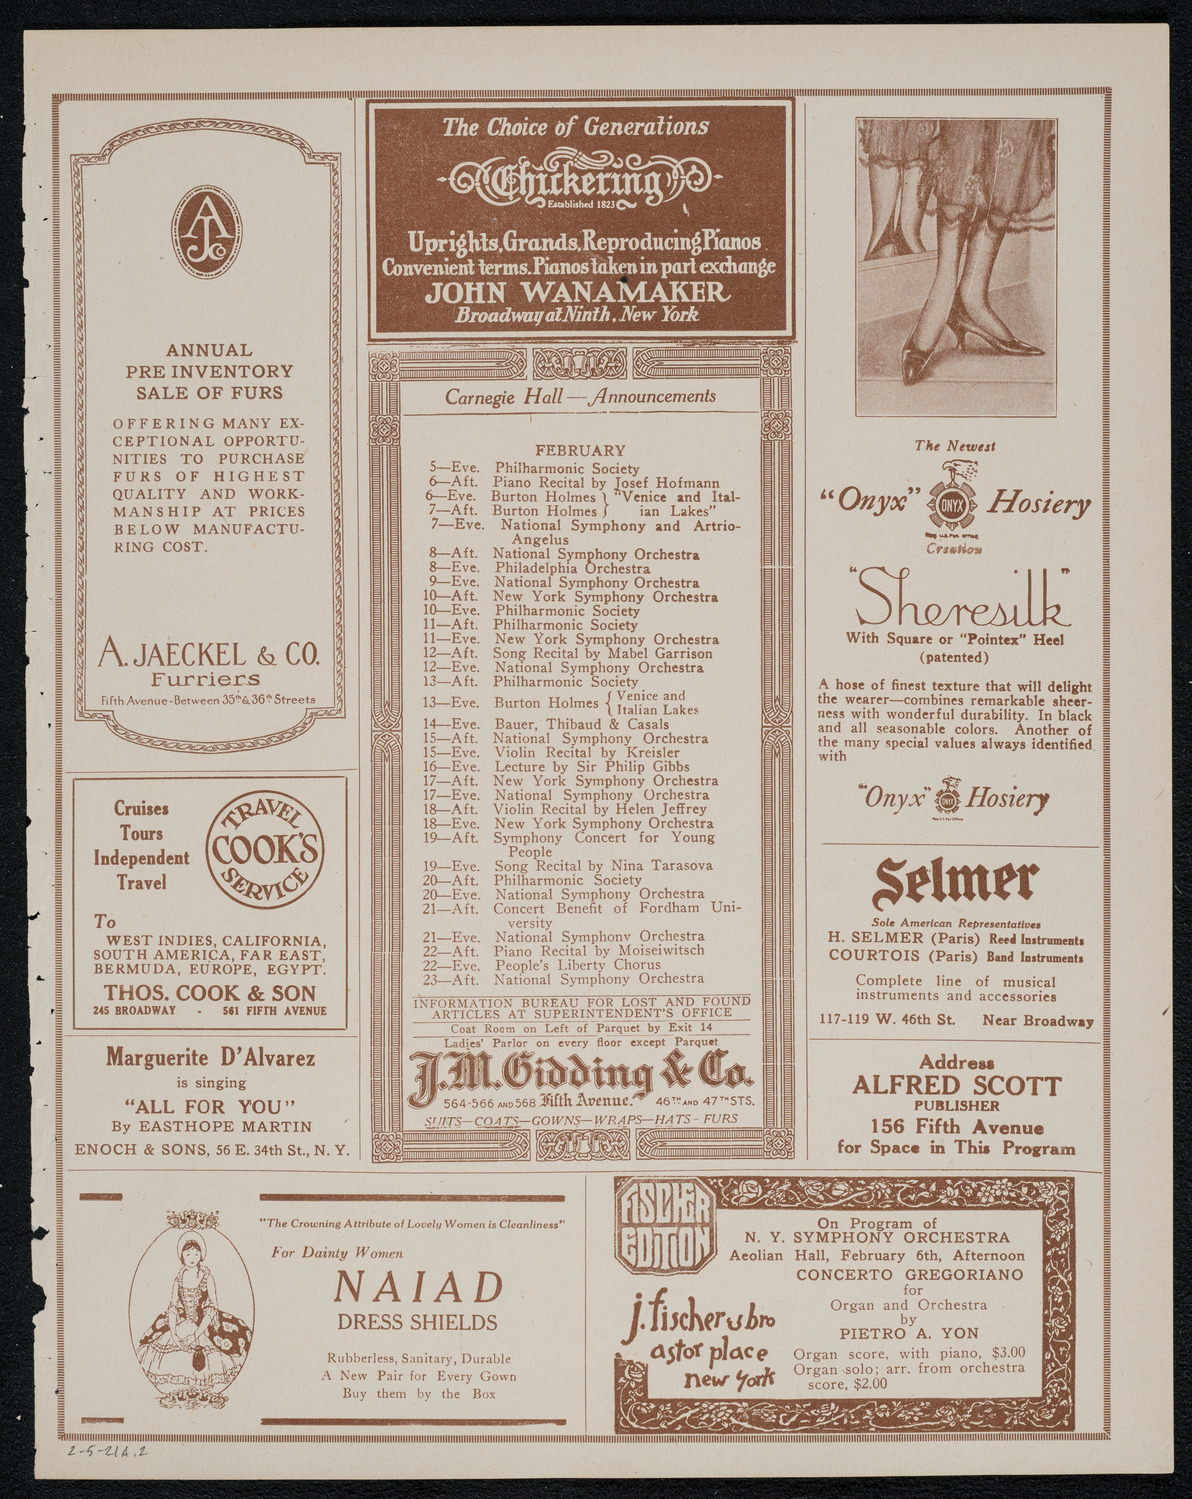 AJCo
ANNUAL
PRE INVENTORY
SALE OF FURS
OFFERING MANY EX-
CEPTIONAL OPPORTU-
NITIES TO PURCHASE
FURS OF HIGHEST
QUALITY AND WORK-
MANSHIP AT PRICES
BELOW MANUFACTU-
RING COST.
A. JAECKEL & CO.
Furriers
Fifth Avenue-Between 35th & 36th Streets
Cruises
Tours
Independent
Travel
TRAVEL
COOK'S
SERVICE
To
WEST INDIES, CALIFORNIA,
SOUTH AMERICA, FAR EAST,
BERMUDA, EUROPE, EGYPT.
THOS. COOK & SON
245 BROADWAY - 561 FIFTH AVENUE
Marguerite D'Alvarez
is singing
"ALL FOR YOU"
By EASTHOPE MARTIN
ENOCH & SONS, 56 E. 34th St., N. Y.
The Choice of Generations
Chickering
Established 1823
Uprights, Grands, Reproducing Pianos
Convenient terms. Pianos taken in part exchange
JOHN WANAMAKER
Broadway at Ninth, New York
Carnegie Hall—Announcements
FEBRUARY
5—Eve. Philharmonic Society
6—Aft. Piano Recital by Josef Hofmann
6—Eve. Burton Holmes } "Venice and Ital-
7—Aft. Burton Holmes } ian Lakes"
7—Eve. National Symphony and Artrio-
Angelus
8—Aft. National Symphony Orchestra
8—Eve. Philadelphia Orchestra
9—Eve. National Symphony Orchestra
10—Aft. New York Symphony Orchestra
10—Eve. Philharmonic Society
11—Aft. Philharmonic Society
11—Eve. New York Symphony Orchestra
12—Aft. Song Recital by Mabel Garrison
12—Eve. National Symphony Orchestra
13—Aft. Philharmonic Society
13—Eve. Burton Holmes { Venice and
Italian Lakes
14—Eve. Bauer, Thibaud & Casals
15—Aft. National Symphony Orchestra
15—Eve. Violin Recital by Kreisler
16—Eve. Lecture by Sir Philip Gibbs
17—Aft. New York Symphony Orchestra
17—Eve. National Symphony Orchestra
18—Aft. Violin Recital by Helen Jeffrey
18—Eve. New York Symphony Orchestra
19—Aft. Symphony Concert for Young
People
19—Eve. Song Recital by Nina Tarasova
20—Aft. Philharmonic Society
20—Eve. National Symphony Orchestra
21—Aft. Concert Benefit of Fordham Uni-
versity
21—Eve. National Symphony Orchestra
22—Aft. Piano Recital by Moiseiwitsch
22—Eve. People's Liberty Chorus
23—Aft. National Symphony Orchestra
INFORMATION BUREAU FOR LOST AND FOUND
ARTICLES AT SUPERINTENDENT'S OFFICE
Coat Room on Left of Parquet by Exit 14
Ladies' Parlor on every floor except Parquet
J. M. Gidding & Co.
564-566 AND 568 Fifth Avenue. 46TH AND 47TH STS.
SUITS—COATS—GOWNS—WRAPS—HATS-FURS
The Newest
"Onyx" ONYX Hosiery
Reg. U.S. Pat. Office
Creation
"Sheresilk"
With Square or "Pointex" Heel
(patented)
A hose of finest texture that will delight
the wearer—combines remarkable sheer-
ness with wonderful durability. In black
and all seasonable colors. Another of
the many special values always identified
with
"Onyx" Hosiery
Selmer
Sole American Representatives
H. SELMER (Paris) Reed Instruments
COURTOIS (Paris) Band Instruments
Complete line of musical
instruments and accessories
117-119 W. 46th St. Near Broadway
Address
ALFRED SCOTT
PUBLISHER
156 Fifth Avenue
for Space in This Program
"The Crowning Attribute of Lovely Women is Cleanliness"
For Dainty Women
NAIAD
DRESS SHIELDS
Rubberless, Sanitary, Durable
A New Pair for Every Gown
Buy them by the Box
FISCHER
EDITION
j. fischer & bro
astor place
new york
On Program of
N. Y. SYMPHONY ORCHESTRA
Aeolian Hall, February 6th, Afternoon
CONCERTO GREGORIANO
for
Organ and Orchestra
by
PIETRO A. YON
Organ score, with piano, $3.00
Organ solo; arr. from orchestra
score, $2.00
2-5-21A.2